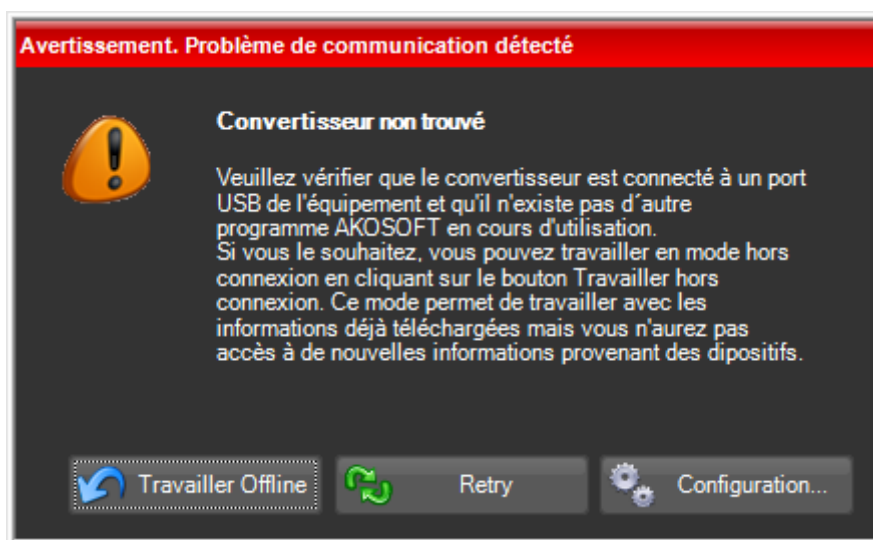 Avertissement. Problème de communication détecté
Convertisseur non trouvé
Veuillez vérifier que le convertisseur est connecté à un port
USB de l'équipement et qu'il n'existe pas d´autre
programme AKOSOFT en cours d'utilisation.
Si vous le souhaitez, vous pouvez travailler en mode hors
connexion en cliquant sur le bouton Travailler hors
connexion. Ce mode permet de travailler avec les
informations déjà téléchargées mais vous n'aurez pas
accès à de nouvelles informations provenant des dipositifs.
Travailler Offline
Retry
Configuration...